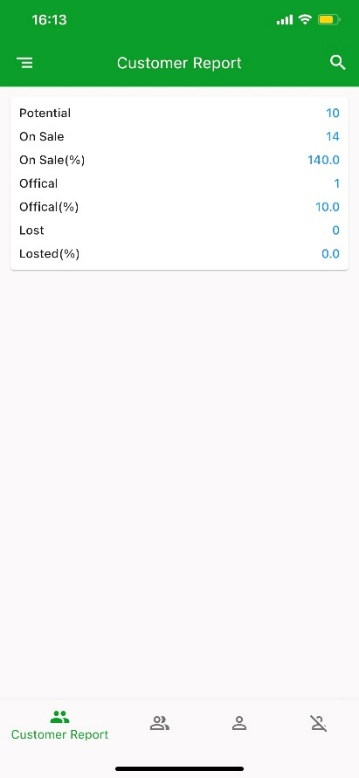 16:13
Customer Report
Potential 10
On Sale 14
On Sale(%) 140.0
Offical 1
Offical(%) 10.0
Lost 0
Losted(%) 0.0
Customer Report